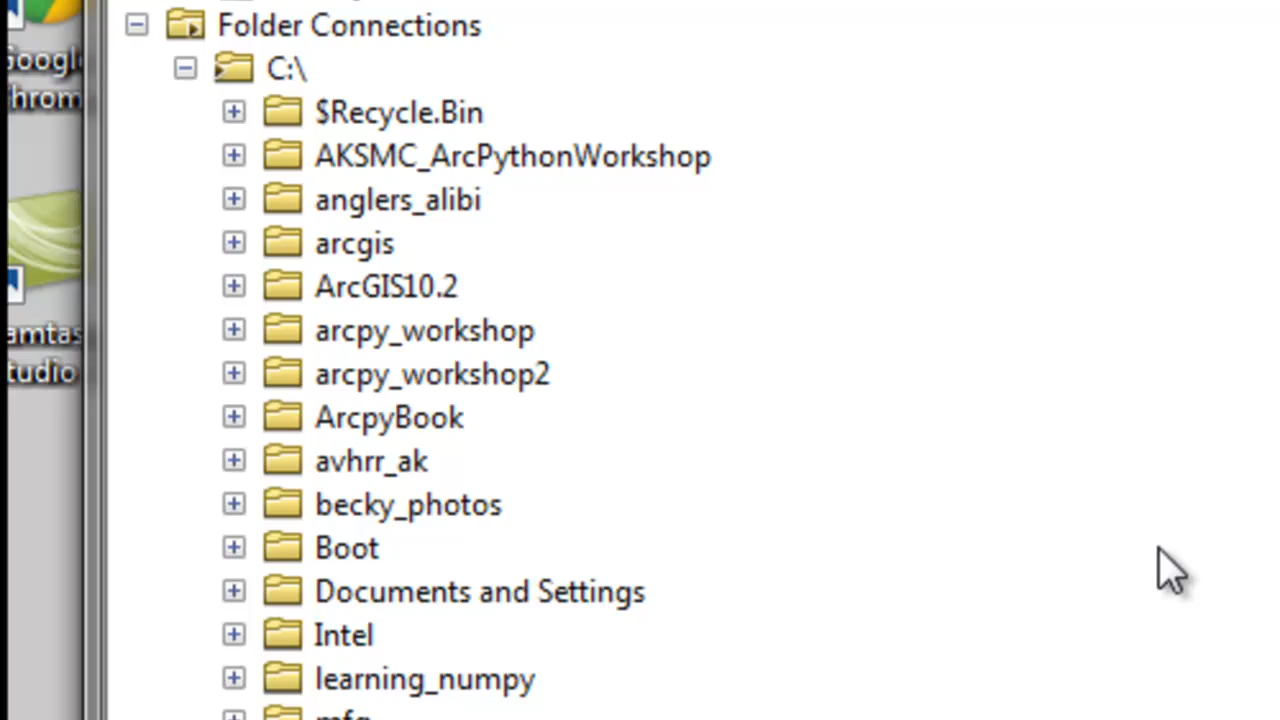 Folder Connections
C:\
$Recycle.Bin
AKSMC_ArcPythonWorkshop
anglers_alibi
arcgis
ArcGIS10.2
arcpy_workshop
arcpy_workshop2
ArcpyBook
avhrr_ak
becky_photos
Boot
Documents and Settings
Intel
learning_numpy